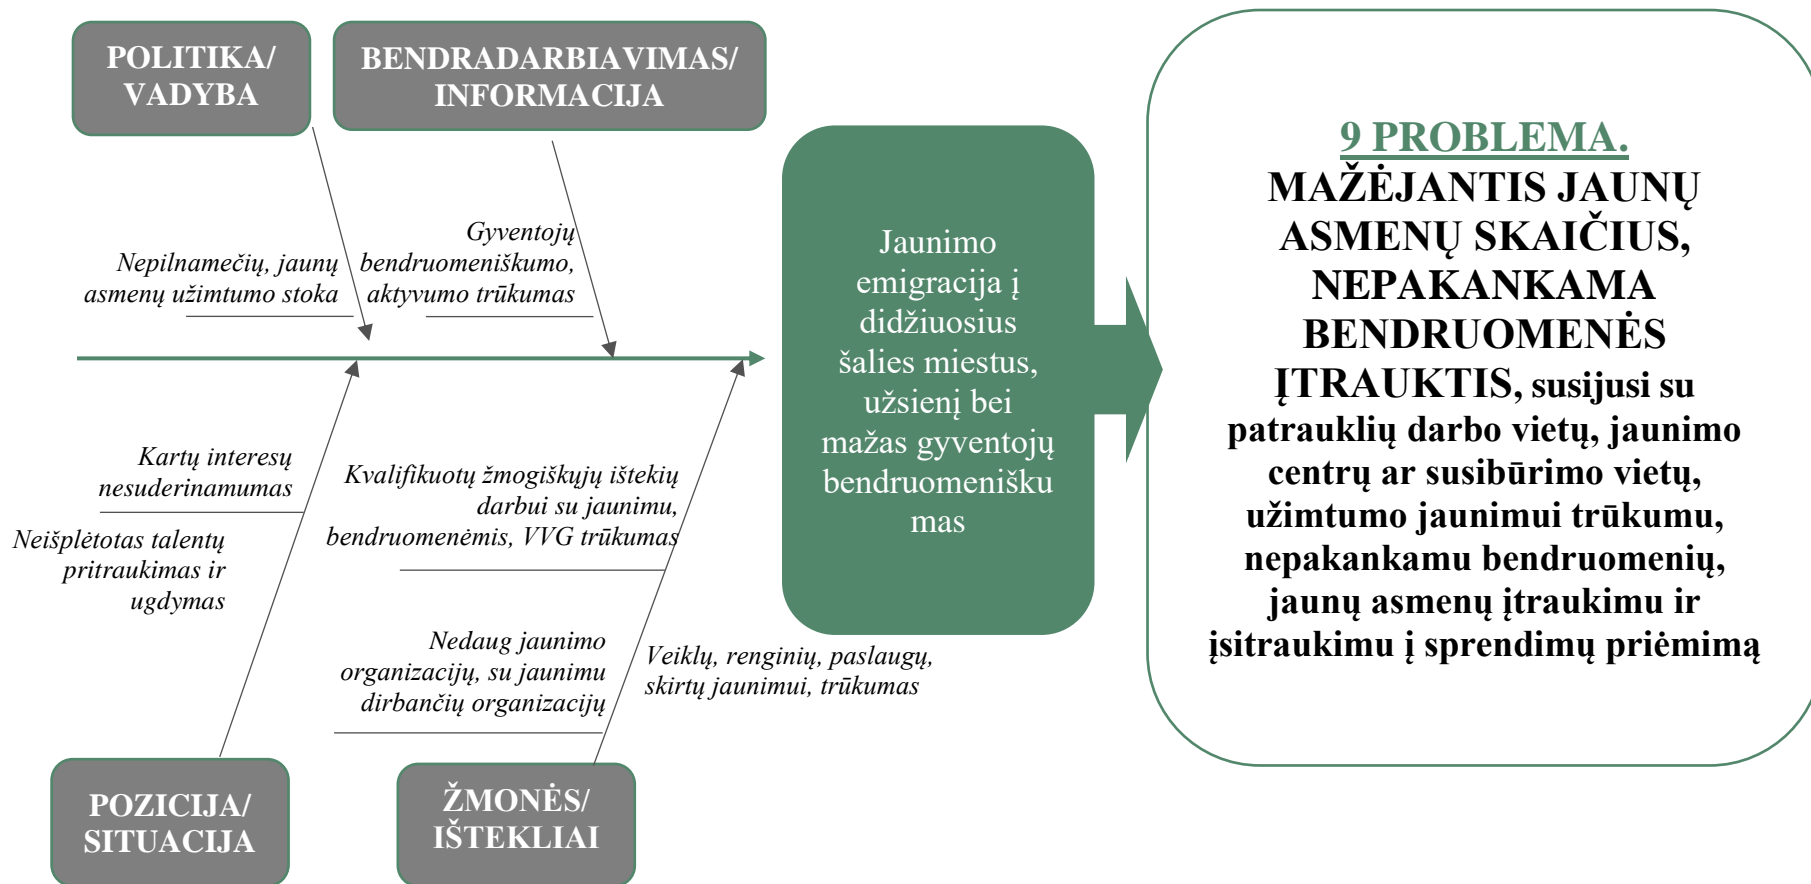 POLITIKA/
VADYBA
BENDRADARBIAVIMAS/
INFORMACIJA
Nepilnamečių, jaunų
asmenų užimtumo stoka
Gyventojų
bendruomeniškumo,
aktyvumo trūkumas
Kartų interesų
nesuderinamumas
Neišplėtotas talentų
pritraukimas ir
ugdymas
Kvalifikuotų žmogiškųjų ištekių
darbui su jaunimu,
bendruomenėmis, VVG trūkumas
Nedaug jaunimo
organizacijų, su jaunimu
dirbančių organizacijų
Veiklų, renginių, paslaugų,
skirtų jaunimui, trūkumas
POZICIJA/
SITUACIJA
ŽMONĖS/
IŠTEKLIAI
Jaunimo
emigracija į
didžiuosius
šalies miestus,
užsienį bei
mažas gyventojų
bendruomenišku
mas
9 PROBLEMA.
MAŽĖJANTIS JAUNŲ
ASMENŲ SKAIČIUS,
NEPAKANKAMA
BENDRUOMENĖS
ĮTRAUKTIS, susijusi su
patrauklių darbo vietų, jaunimo
centrų ar susibūrimo vietų,
užimtumo jaunimui trūkumu,
nepakankamu bendruomenių,
jaunų asmenų įtraukimu ir
įsitraukimu į sprendimų priėmimą